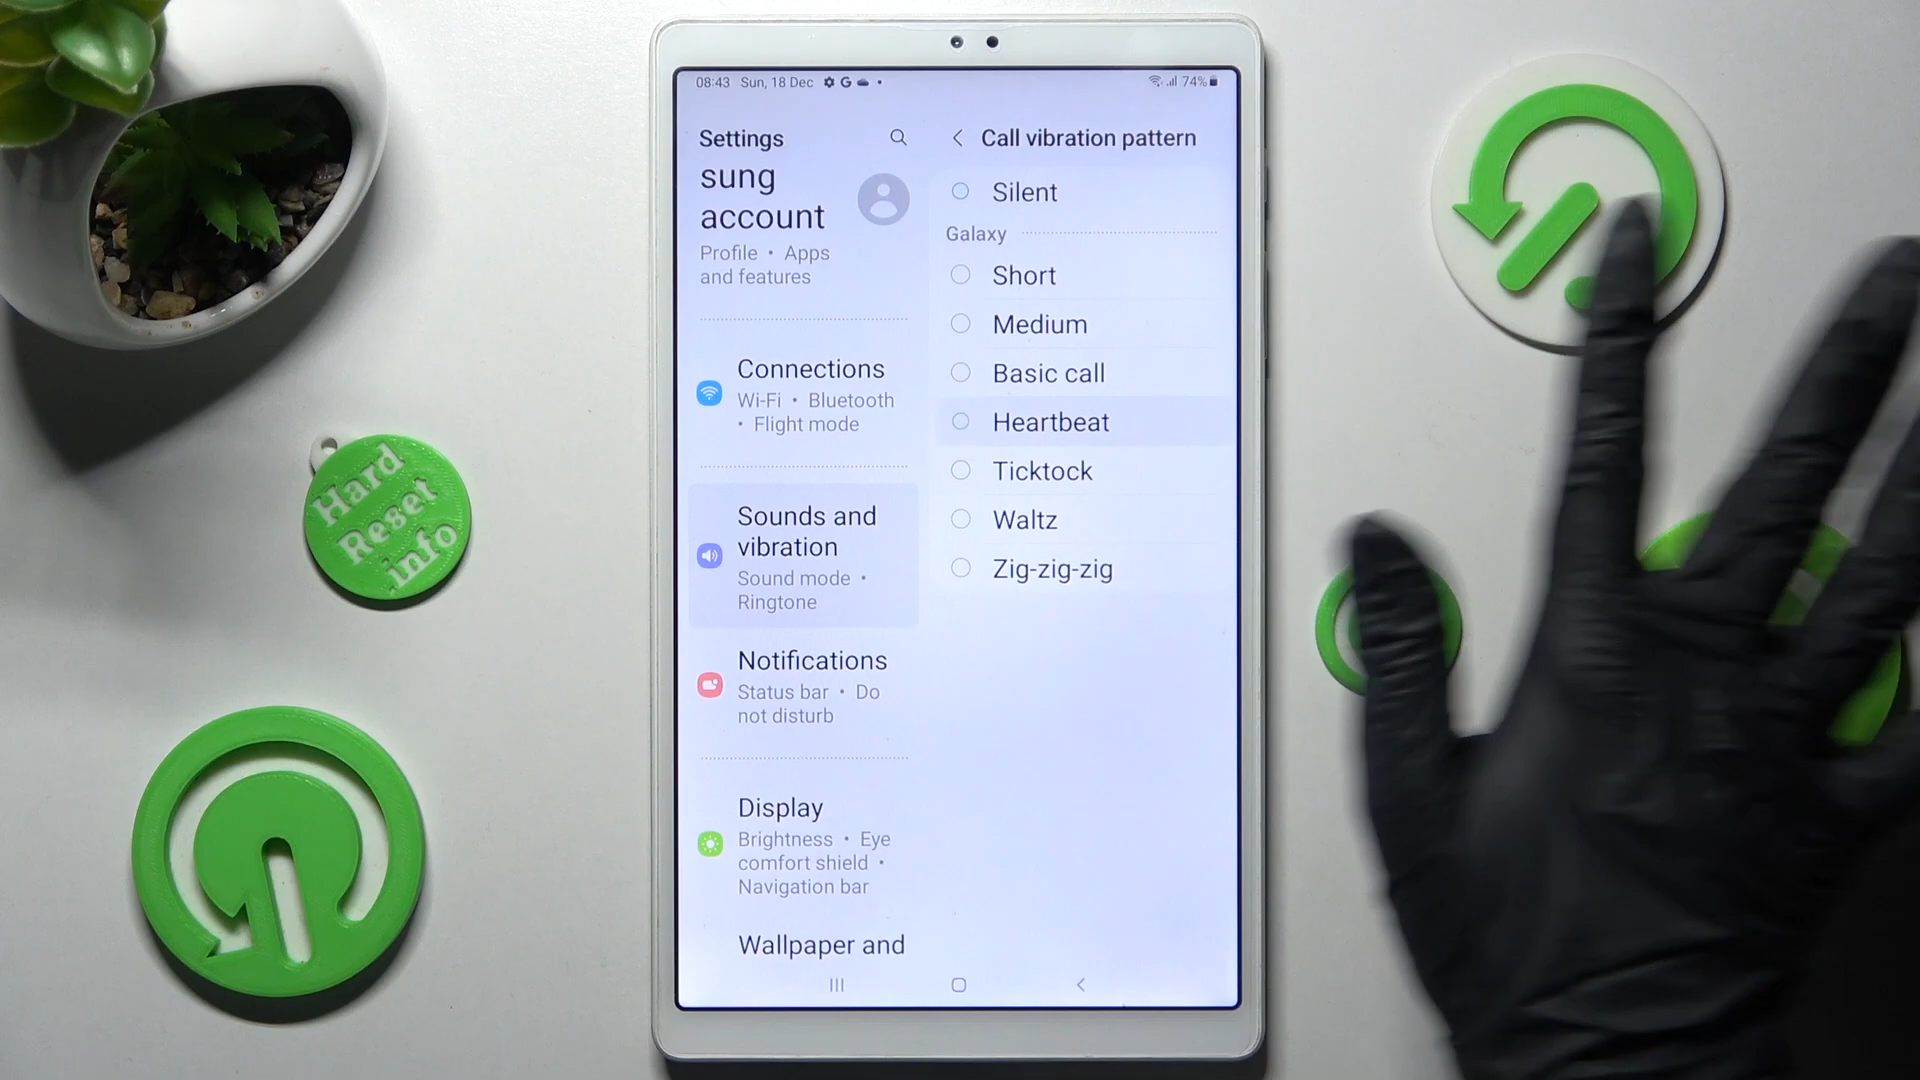 08:43 Sun, 18 Dec G
74%
Settings
sung
account
Profile • Apps
and features
Connections
Wi-Fi • Bluetooth
• Flight mode
Sounds and
vibration
Sound mode •
Ringtone
Notifications
Status bar • Do
not disturb
Display
Brightness • Eye
comfort shield •
Navigation bar
Wallpaper and
Call vibration pattern
Silent
Galaxy
Short
Medium
Basic call
Heartbeat
Ticktock
Waltz
Zig-zig-zig
Hard
Reset
info